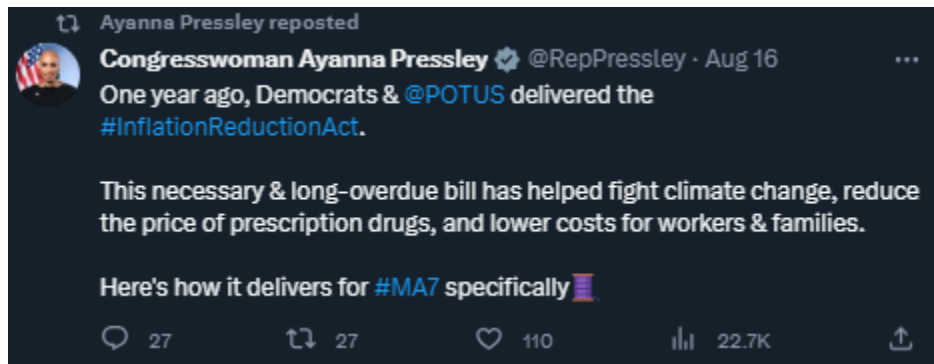 Ayanna Pressley reposted
Congresswoman Ayanna Pressley @RepPressley · Aug 16
One year ago, Democrats & @POTUS delivered the
#InflationReductionAct.
This necessary & long-overdue bill has helped fight climate change, reduce
the price of prescription drugs, and lower costs for workers & families.
Here's how it delivers for #MA7 specifically🧵
27 27 110 22.7K